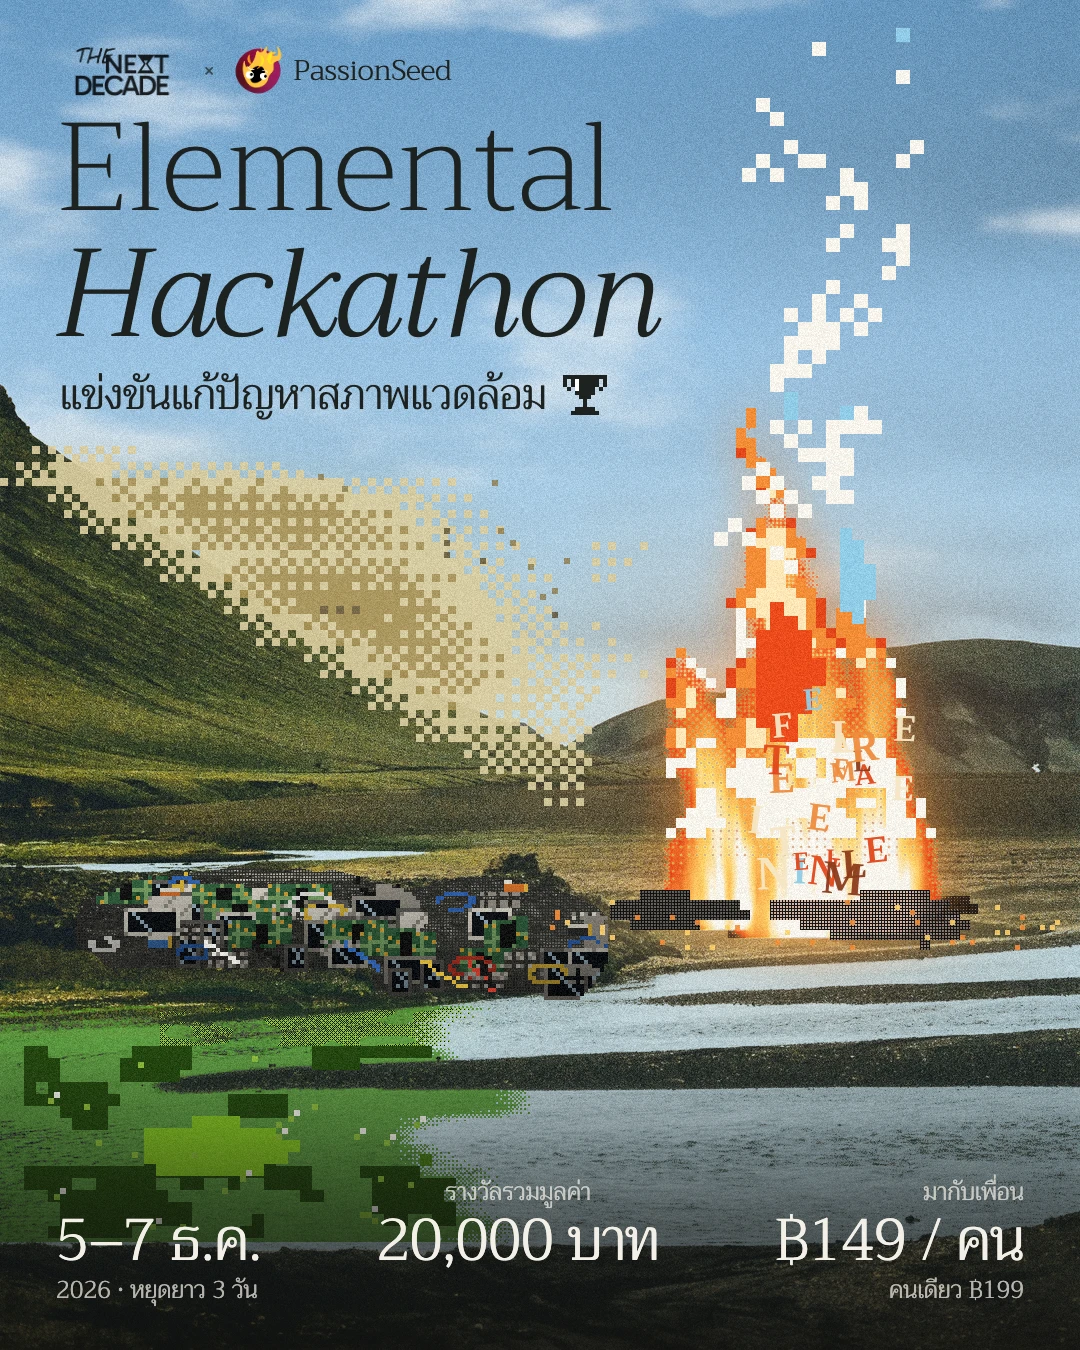 THE NEXT DECADE × PassionSeed
Elemental
Hackathon
แข่งขันแก้ปัญหาสภาพแวดล้อม
รางวัลรวมมูลค่า
มากับเพื่อน
5–7 ธ.ค.
20,000 บาท
฿149 / คน
2026 · หยุดยาว 3 วัน
คนเดียว ฿199